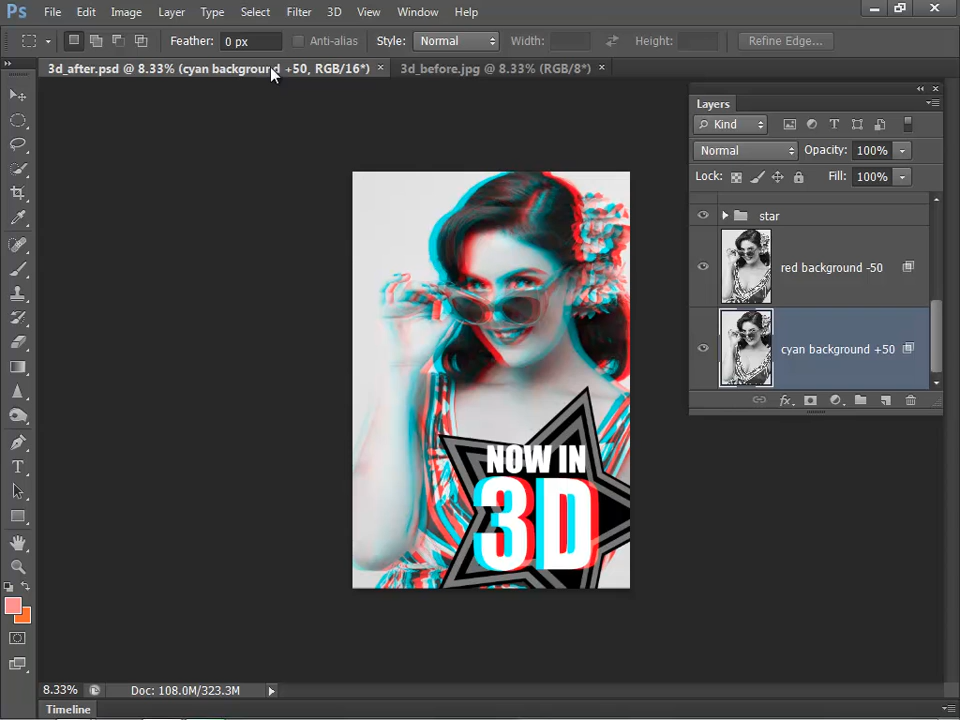 Ps File Edit Image Layer Type Select Filter 3D View Window Help
Feather: 0 px Anti-alias Style: Normal Width: Height: Refine Edge...
3d_after.psd @ 8.33% (cyan background +50, RGB/16*) × 3d_before.jpg @ 8.33% (RGB/8*) ×
Layers
Kind
Normal Opacity: 100%
Lock: Fill: 100%
star
red background -50
cyan background +50
NOW IN
3D
8.33% Doc: 108.0M/323.3M
Timeline